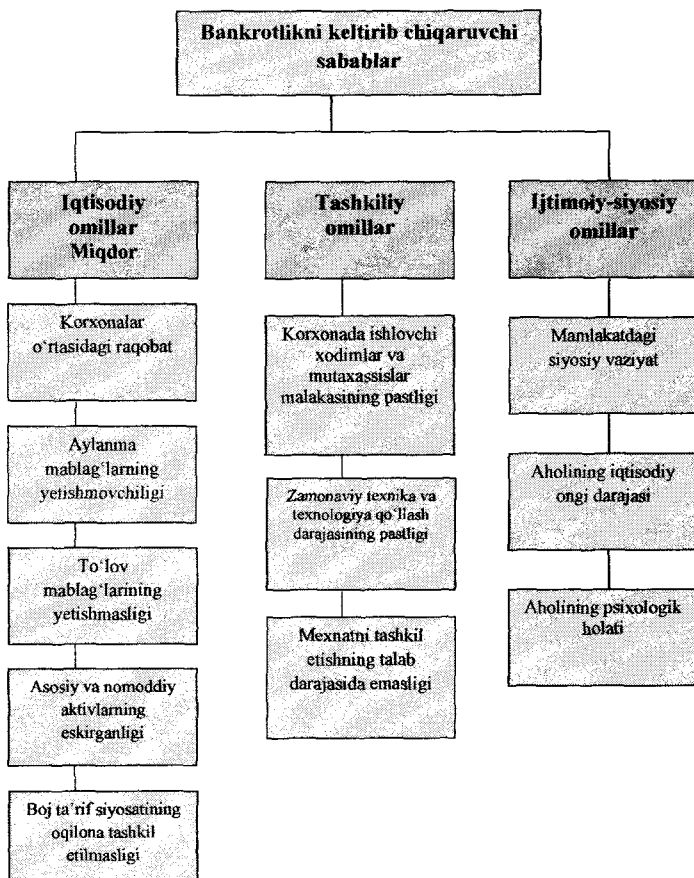 Bankrotlikni keltirib chiqaruvchi
sabablar
Iqtisodiy
omillar
Miqdor
Korxonalar
o‘rtasidagi raqobat
Aylanma
mablag‘larning
yetishmovchiligi
To‘lov
mablag‘larining
yetishmasligi
Asosiy va nomoddiy
aktivlarning
eskirganligi
Boj ta’rif siyosatining
oqilona tashkil
etilmasligi
Tashkiliy
omillar
Korxonada ishlovchi
xodimlar va
mutaxassislar
malakasining pastligi
Zamonaviy texnika va
texnologiya qo‘llash
darajasining pastligi
Mexnatni tashkil
etishning talab
darajasida emasligi
Ijtimoiy-siyosiy
omillar
Mamlakatdagi
siyosiy vaziyat
Aholining iqtisodiy
ongi darajasi
Aholining psixologik
holati